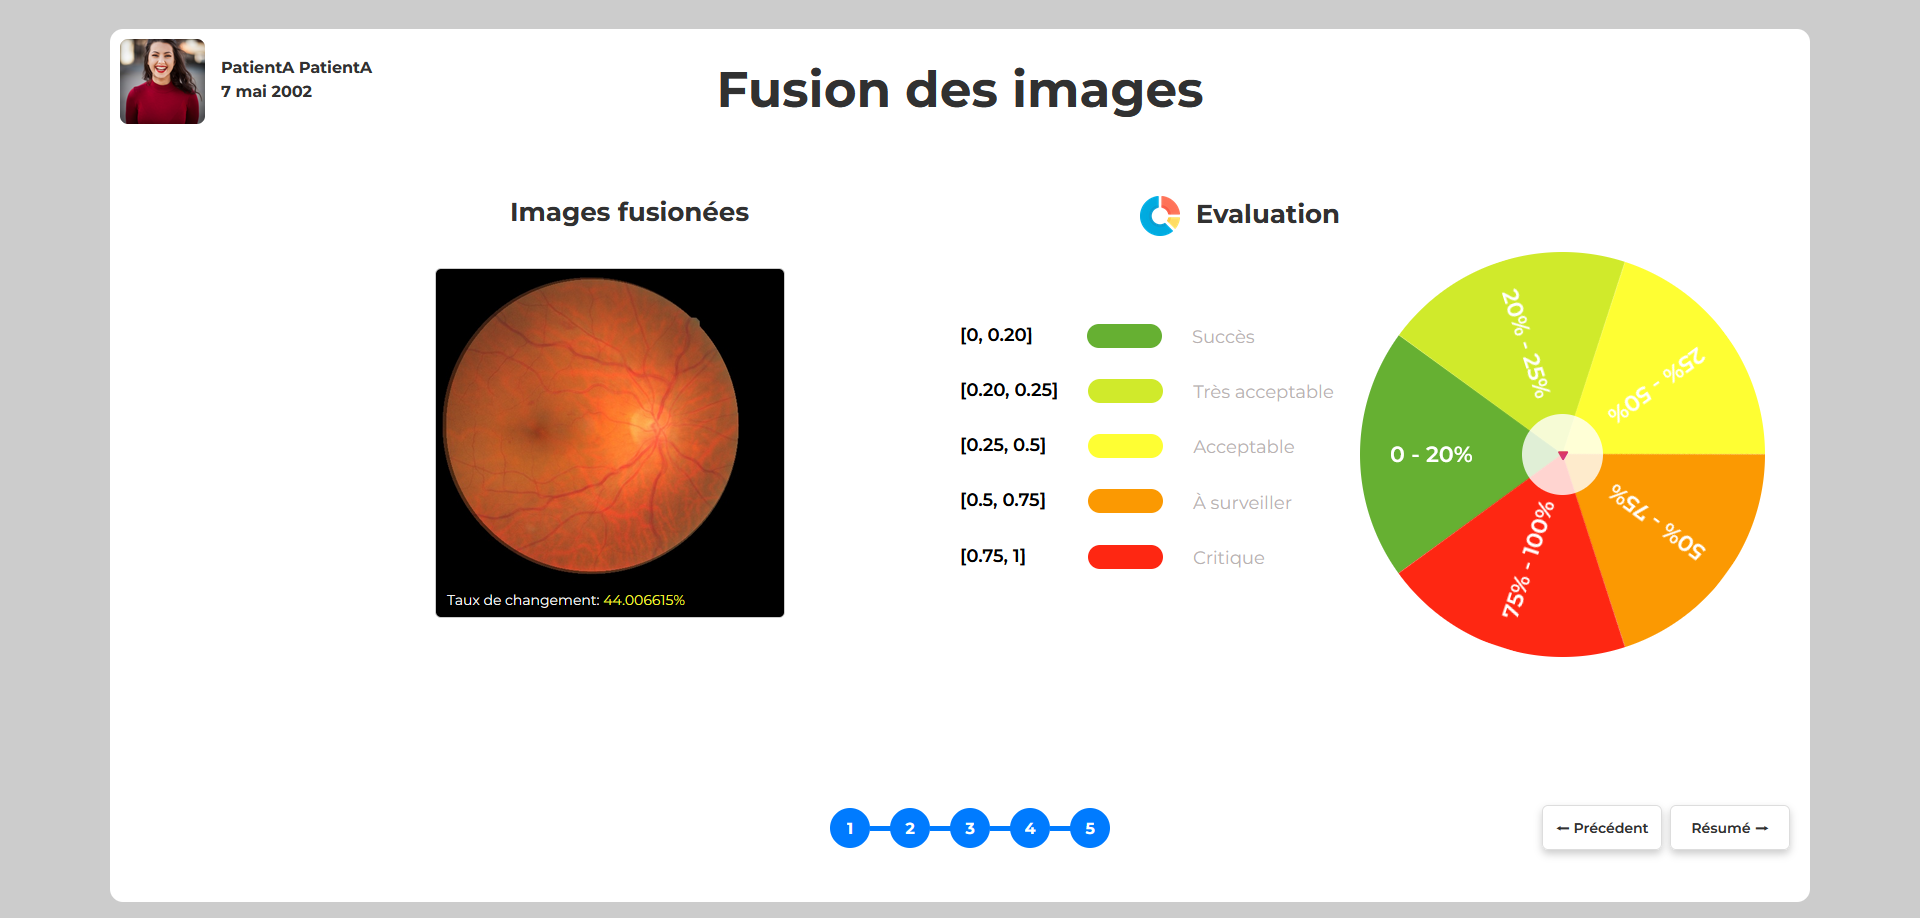 PatientA PatientA
7 mai 2002
Fusion des images
Images fusionées
Taux de changement: 44.006615%
Evaluation
[0, 0.20] Succès
[0.20, 0.25] Très acceptable
[0.25, 0.5] Acceptable
[0.5, 0.75] À surveiller
[0.75, 1] Critique
20% - 25%
25% - 50%
0 - 20%
50% - 75%
75% - 100%
1 2 3 4 5
← Précédent
Résumé →